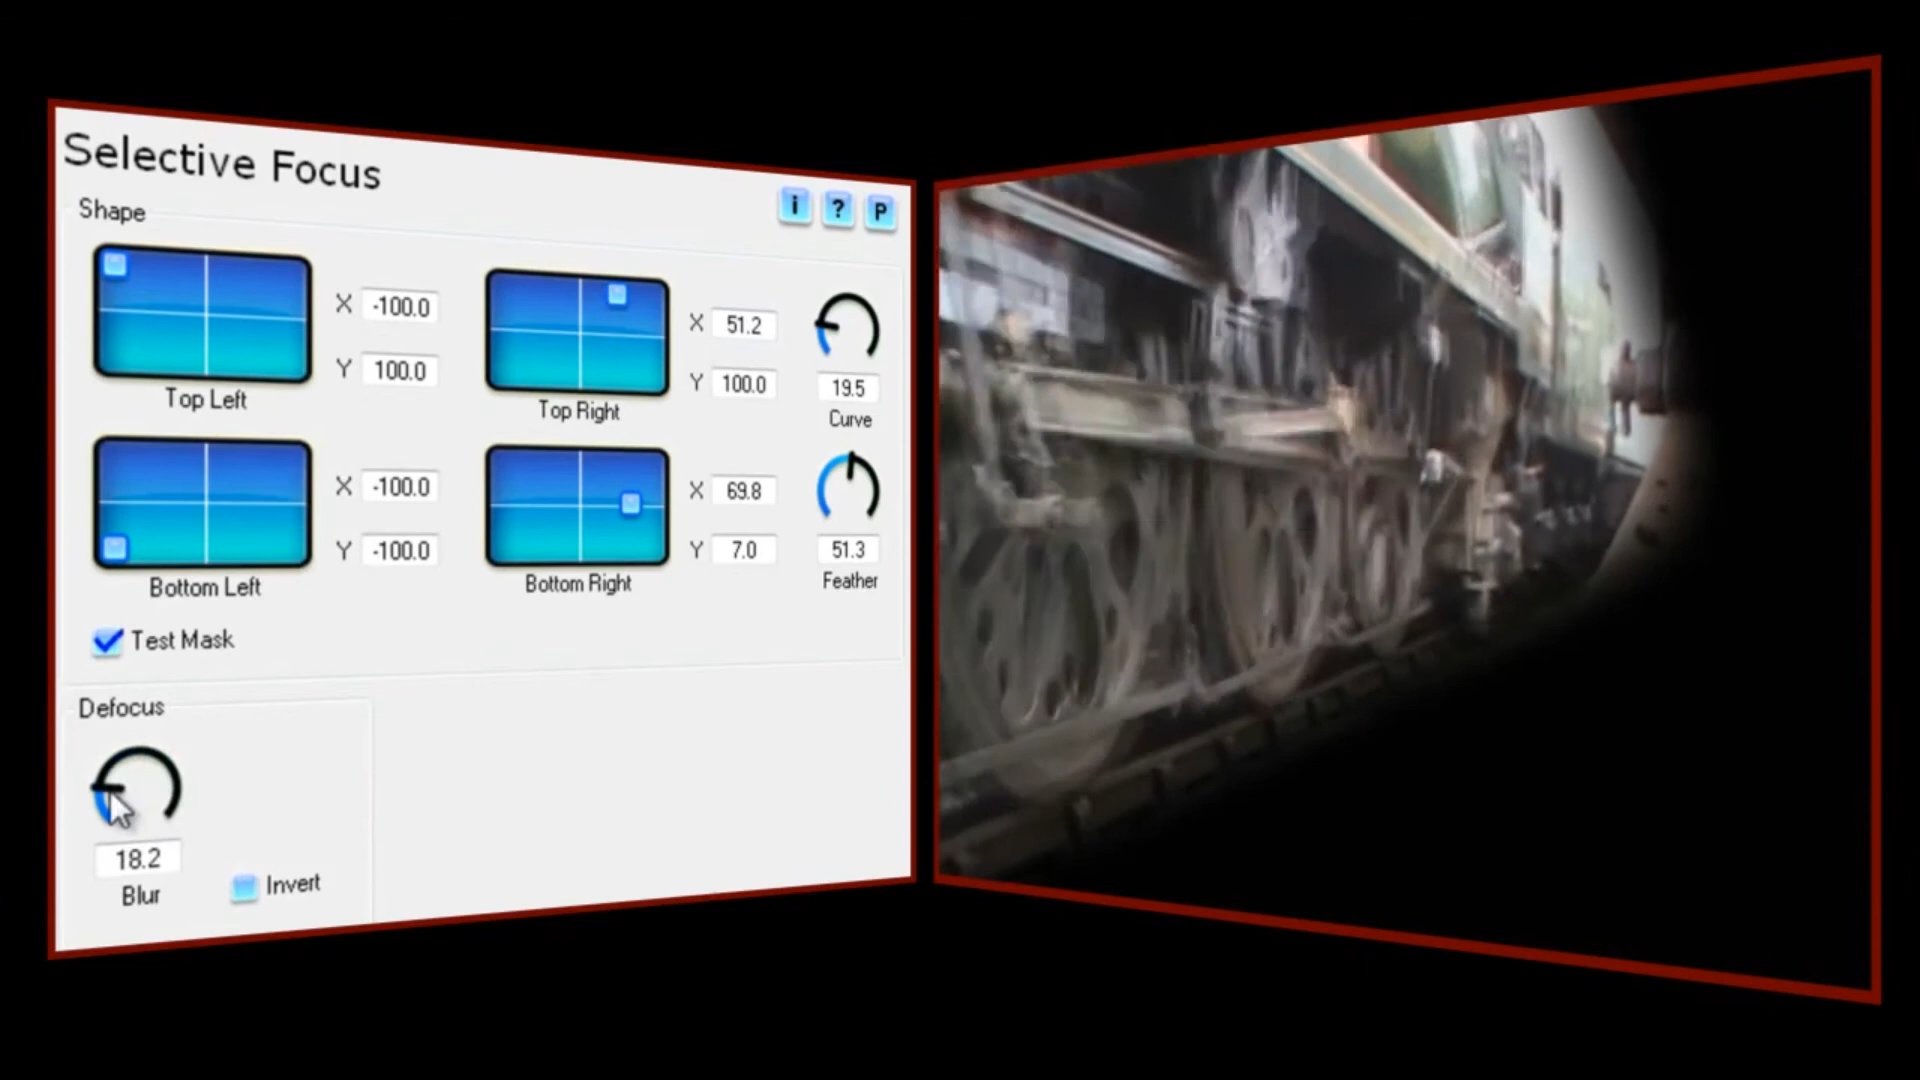 Selective Focus
i ? P
Shape
X -100.0
Y 100.0
Top Left
X 51.2
Y 100.0
Top Right
19.5
Curve
X -100.0
Y -100.0
Bottom Left
X 69.8
Y 7.0
Bottom Right
51.3
Feather
Test Mask
Defocus
18.2
Blur
Invert